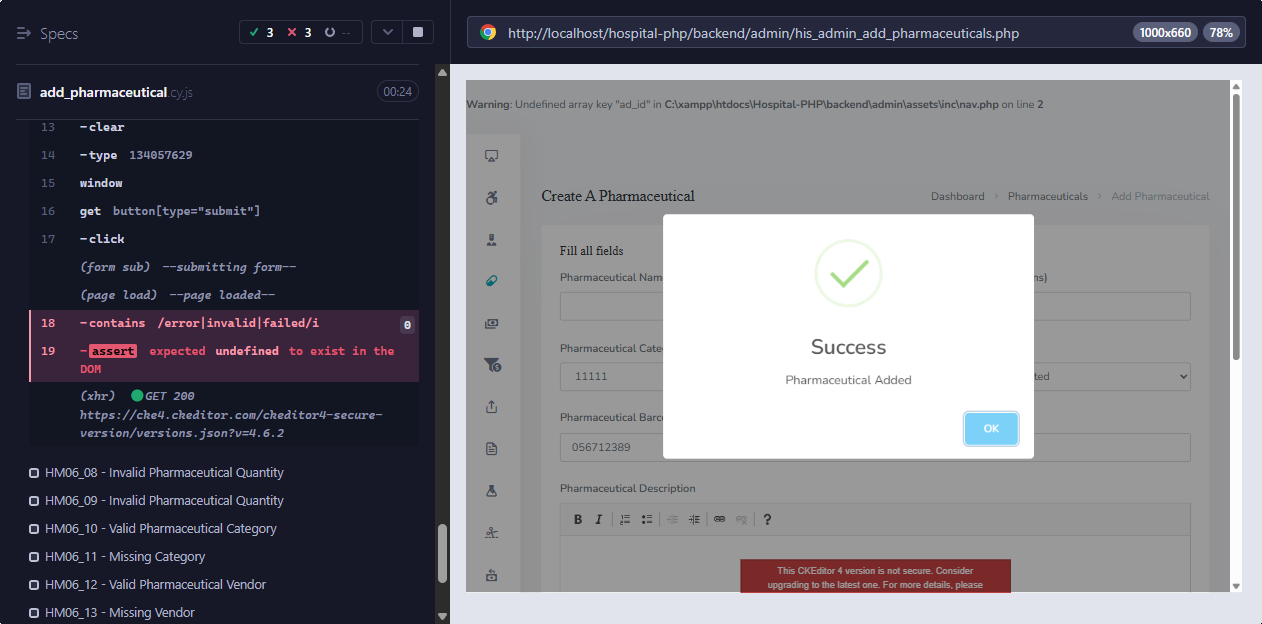 Specs
3 3 --
add_pharmaceutical.cy.js 00:24
13 -clear
14 -type 134057629
15 window
16 get button[type="submit"]
17 -click
(form sub) --submitting form--
(page load) --page loaded--
18 -contains /error|invalid|failed/i 0
19 -assert expected undefined to exist in the
DOM
(xhr) GET 200
https://cke4.ckeditor.com/ckeditor4-secure-
version/versions.json?v=4.6.2
HM06_08 - Invalid Pharmaceutical Quantity
HM06_09 - Invalid Pharmaceutical Quantity
HM06_10 - Valid Pharmaceutical Category
HM06_11 - Missing Category
HM06_12 - Valid Pharmaceutical Vendor
HM06_13 - Missing Vendor
http://localhost/hospital-php/backend/admin/his_admin_add_pharmaceuticals.php 1000x660 78%
Warning: Undefined array key "ad_id" in C:\xampp\htdocs\Hospital-PHP\backend\admin\assets\inc\nav.php on line 2
Create A Pharmaceutical
Dashboard > Pharmaceuticals > Add Pharmaceutical
Fill all fields
Pharmaceutical Nam ns)
Pharmaceutical Cate
11111 ted
Pharmaceutical Barc
056712389
Pharmaceutical Description
B I ?
This CKEditor 4 version is not secure. Consider
upgrading to the latest one. For more details, please
Success
Pharmaceutical Added
OK